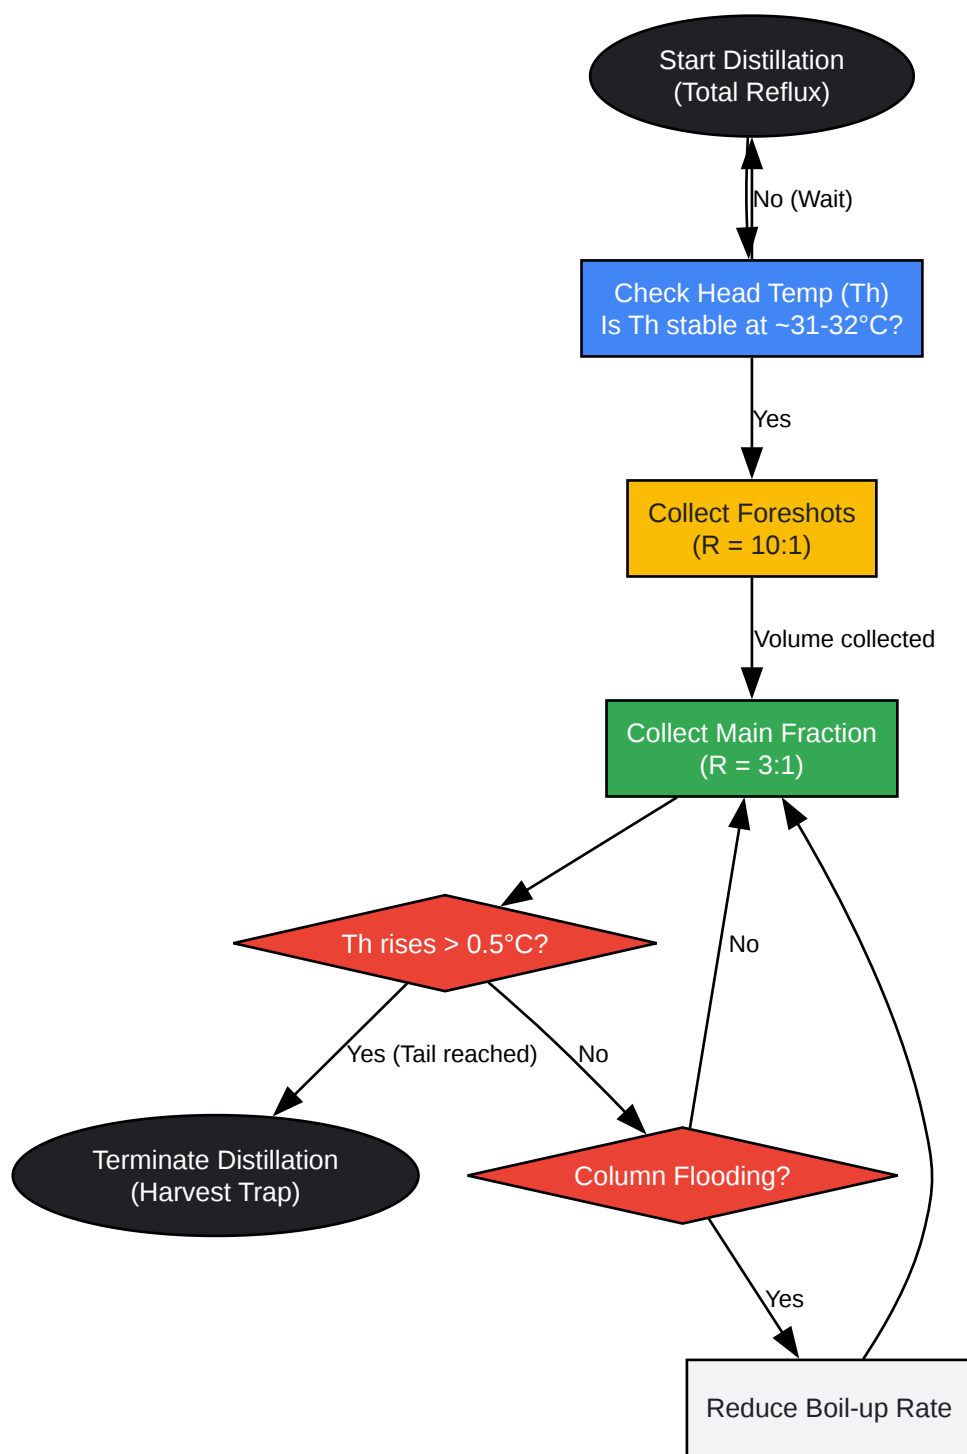 Start Distillation
(Total Reflux)
No (Wait)
Check Head Temp (Th)
Is Th stable at ~31-32°C?
Yes
Collect Foreshots
(R = 10:1)
Volume collected
Collect Main Fraction
(R = 3:1)
Th rises > 0.5°C?
No
Yes (Tail reached)
No
Terminate Distillation
(Harvest Trap)
Column Flooding?
Yes
Reduce Boil-up Rate